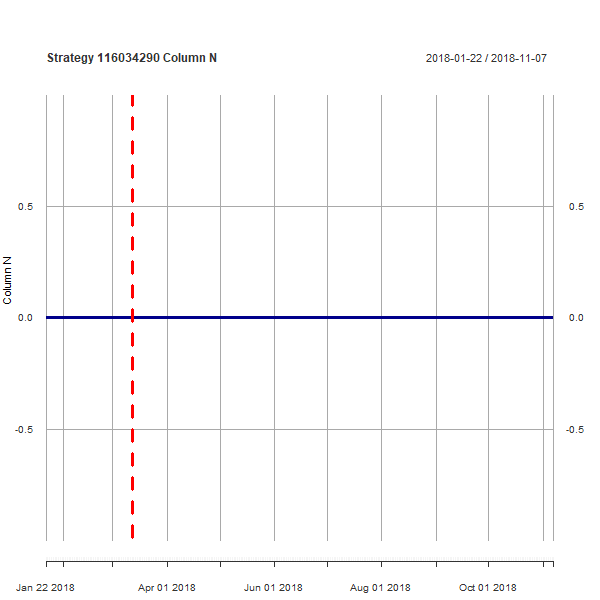 Strategy 116034290 Column N
2018-01-22 / 2018-11-07
0.5
0.5
Column N
0.0
0.0
-0.5
-0.5
Jan 22 2018
Apr 01 2018
Jun 01 2018
Aug 01 2018
Oct 01 2018